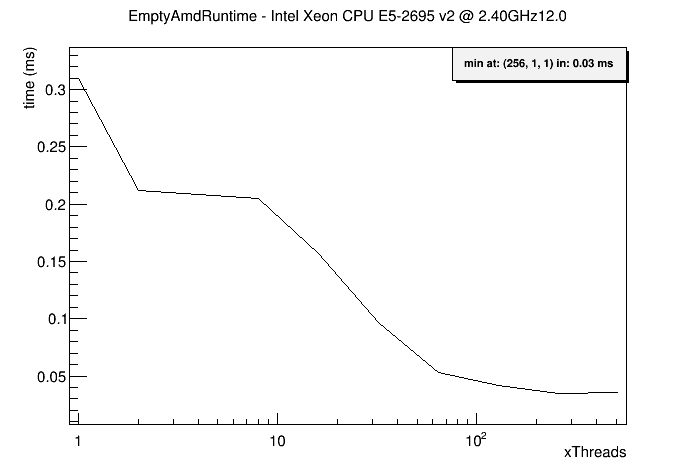 EmptyAmdRuntime - Intel Xeon CPU E5-2695 v2 @ 2.40GHz12.0
time (ms)
min at: (256, 1, 1) in: 0.03 ms
0.3
0.25
0.2
0.15
0.1
0.05
1 10 10²
xThreads